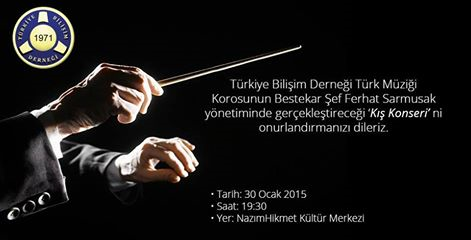 TÜRKİYE BİLİŞİM
1971
DERNEĞİ
Türkiye Bilişim Derneği Türk Müziği
Korosunun Bestekar Şef Ferhat Sarmusak
yönetiminde gerçekleştireceği ‘Kış Konseri’ ni
onurlandırmanızı dileriz.
• Tarih: 30 Ocak 2015
• Saat: 19:30
• Yer: NazımHikmet Kültür Merkezi